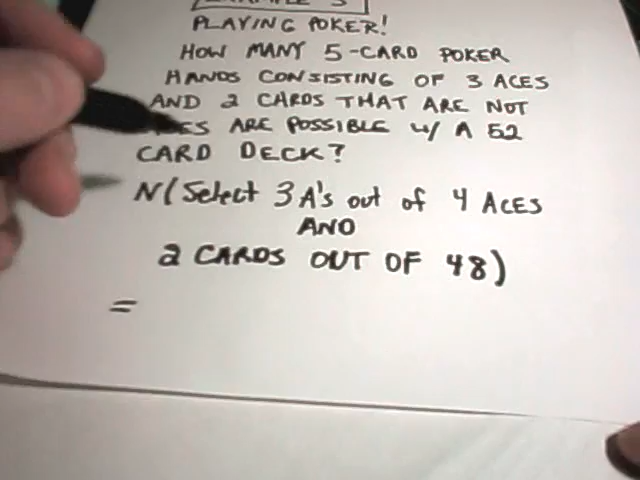 PLAYING POKER!
HOW MANY 5-CARD POKER
HANDS CONSISTING OF 3 ACES
AND 2 CARDS THAT ARE NOT
ARE POSSIBLE W/ A 52
CARD DECK?
N(Select 3 A's out of 4 ACES
AND
2 CARDS OUT OF 48)
=